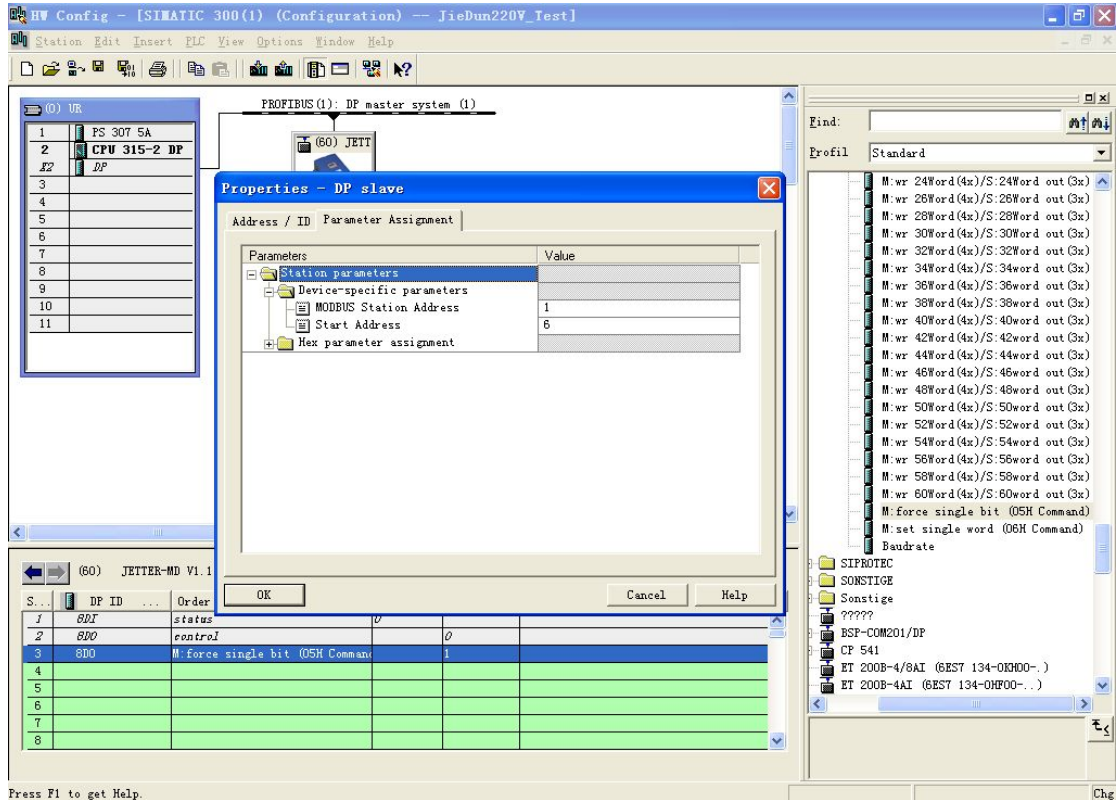 HW Config - [SIMATIC 300(1) (Configuration) -- JieDun220V_Test]
Station Edit Insert PLC View Options Window Help
(0) UR
1 PS 307 5A
2 CPU 315-2 DP
X2 DP
3
4
5
6
7
8
9
10
11
PROFIBUS(1): DP master system (1)
(60) JETT
Properties - DP slave
Address / ID Parameter Assignment
Parameters Value
Station parameters
Device-specific parameters
MODBUS Station Address 1
Start Address 6
Hex parameter assignment
OK Cancel Help
(60) JETTER-MD V1.1
S... DP ID ... Order
1 8DI status 0
2 8DO control 0
3 8DO M:force single bit (05H Command 1
4
5
6
7
8
Find:
Profil Standard
M:wr 24Word(4x)/S:24Word out(3x)
M:wr 26Word(4x)/S:26Word out(3x)
M:wr 28Word(4x)/S:28Word out(3x)
M:wr 30Word(4x)/S:30Word out(3x)
M:wr 32Word(4x)/S:32Word out(3x)
M:wr 34Word(4x)/S:34word out(3x)
M:wr 36Word(4x)/S:36word out(3x)
M:wr 38Word(4x)/S:38word out(3x)
M:wr 40Word(4x)/S:40word out(3x)
M:wr 42Word(4x)/S:42word out(3x)
M:wr 44Word(4x)/S:44word out(3x)
M:wr 46Word(4x)/S:46word out(3x)
M:wr 48Word(4x)/S:48word out(3x)
M:wr 50Word(4x)/S:50word out(3x)
M:wr 52Word(4x)/S:52word out(3x)
M:wr 54Word(4x)/S:54word out(3x)
M:wr 56Word(4x)/S:56word out(3x)
M:wr 58Word(4x)/S:58word out(3x)
M:wr 60Word(4x)/S:60word out(3x)
M:force single bit (05H Command)
M:set single word (06H Command)
Baudrate
SIPROTEC
SONSTIGE
Sonstige
?????
BSP-COM201/DP
CP 541
ET 200B-4/8AI (6ES7 134-0KH00-.)
ET 200B-4AI (6ES7 134-0HF00-..)
Press F1 to get Help.
Chg